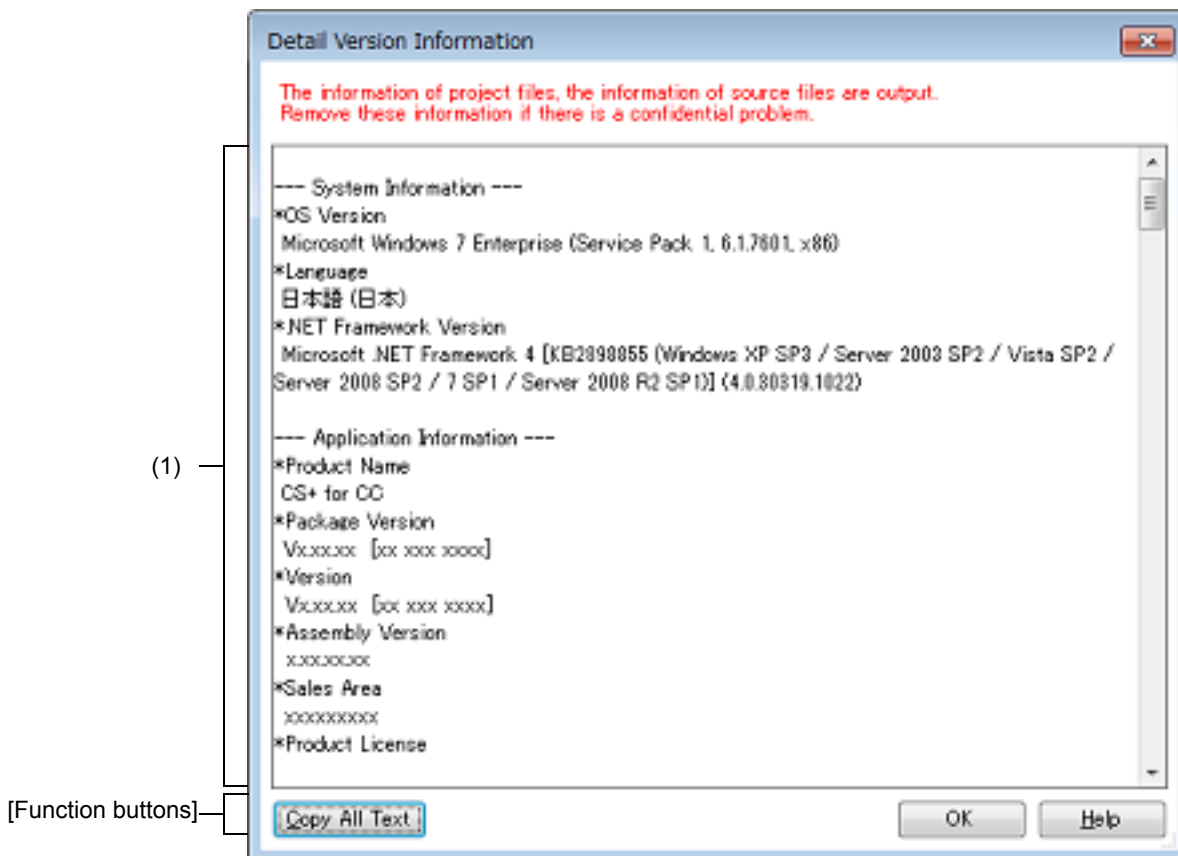 Detail Version Information
The information of project files, the information of source files are output.
Remove these information if there is a confidential problem.
--- System Information ---
*OS Version
Microsoft Windows 7 Enterprise (Service Pack 1, 6.1.7601, x86)
*Language
日本語 (日本)
*.NET Framework Version
Microsoft .NET Framework 4 [KB2898855 (Windows XP SP3 / Server 2003 SP2 / Vista SP2 /
Server 2008 SP2 / 7 SP1 / Server 2008 R2 SP1)] (4.0.30319.1022)
--- Application Information ---
(1)
*Product Name
CS+ for CC
*Package Version
Vx.xx.xx [xx xxx xxxx]
*Version
Vx.xx.xx [xx xxx xxxx]
*Assembly Version
x.xx.xx.xx
*Sales Area
xxxxxxxxx
*Product License
[Function buttons]
Copy All Text
OK
Help